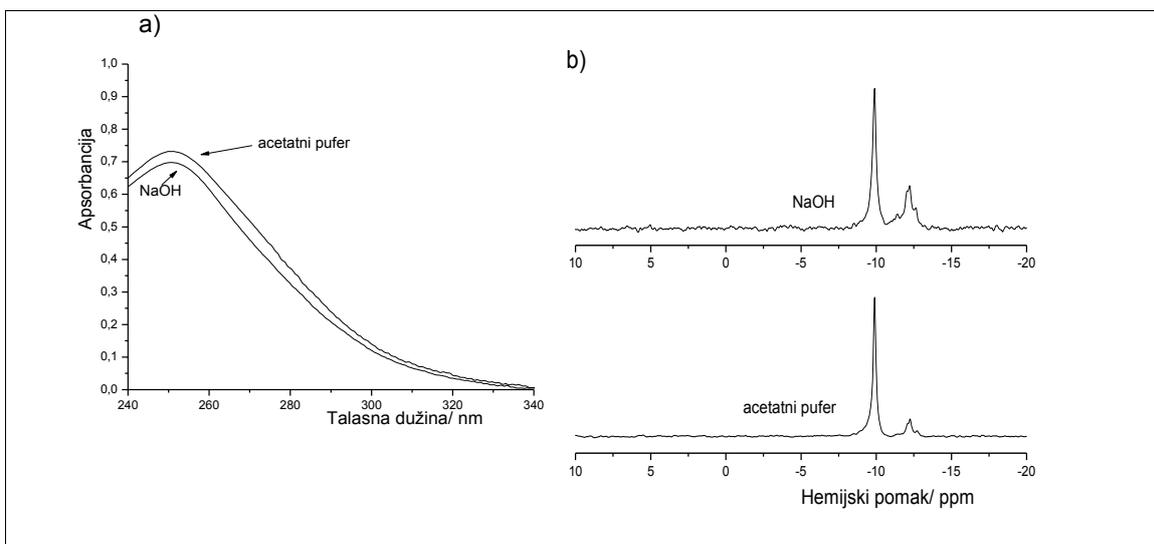 a)
1,0
0,9
0,8
0,7
0,6
0,5
0,4
0,3
0,2
0,1
0,0
Apsorbancija
acetatni pufer
NaOH
240 260 280 300 320 340
Talasna dužina/ nm
b)
NaOH
10 5 0 -5 -10 -15 -20
acetatni pufer
10 5 0 -5 -10 -15 -20
Hemijski pomak/ ppm